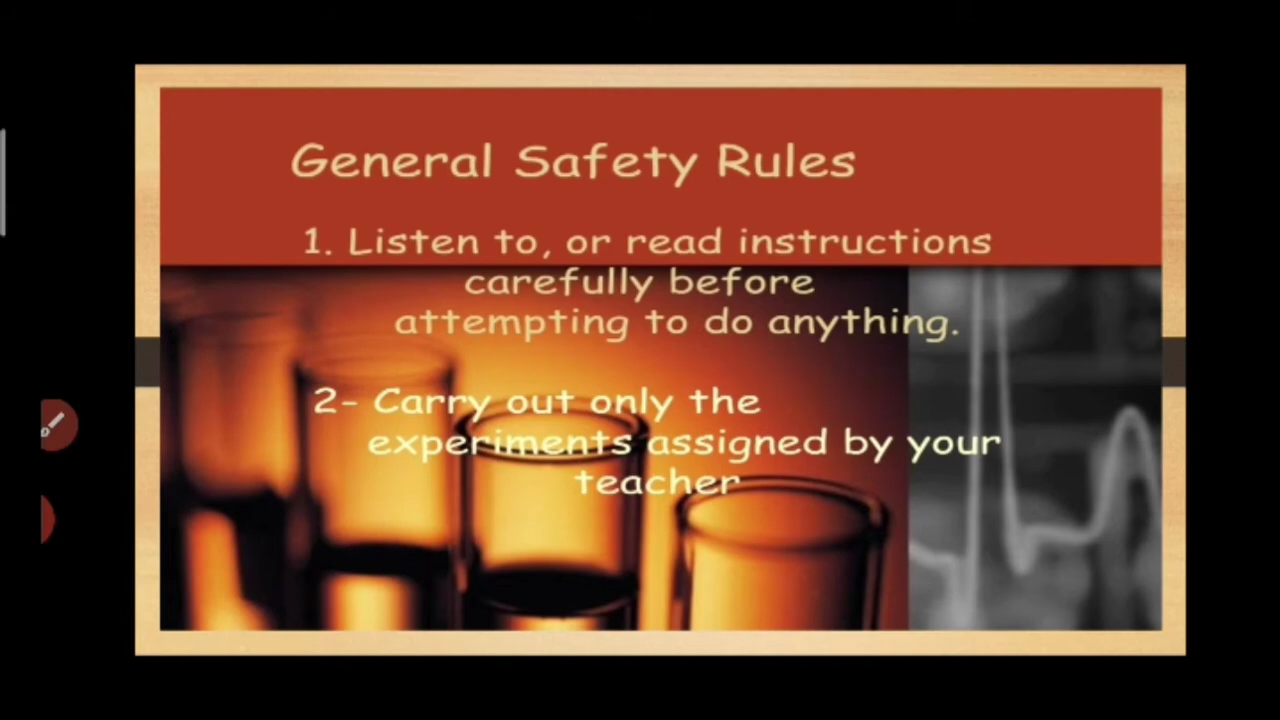 General Safety Rules
1. Listen to, or read instructions
carefully before
attempting to do anything.
2- Carry out only the
experiments assigned by your
teacher